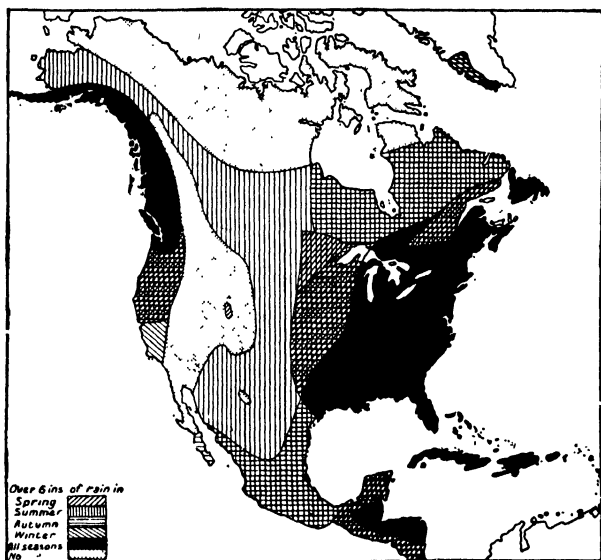 Over 6 ins of rain in
Spring
Summer
Autumn
Winter
All seasons
No "